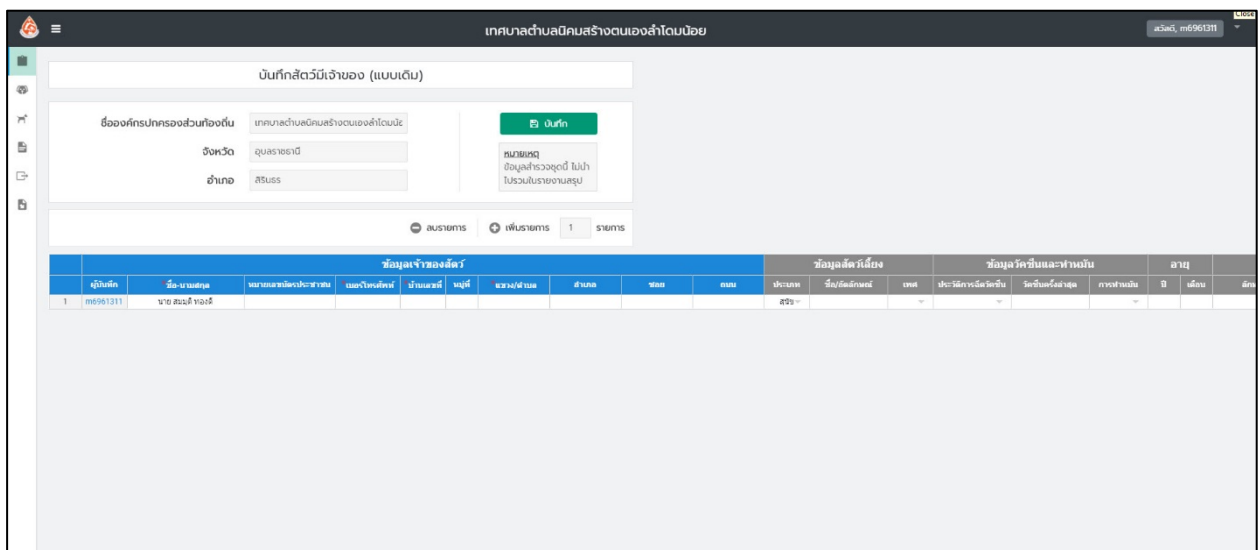 Close
เทศบาลตำบลนิคมสร้างตนเองลำโดมน้อย
สวัสดี, m6961311
บันทึกสัตว์มีเจ้าของ (แบบเดิม)
ชื่อองค์กรปกครองส่วนท้องถิ่น เทศบาลตำบลนิคมสร้างตนเองลำโดมน้อ
บันทึก
จังหวัด อุบลราชธานี
อำเภอ สิรินธร
หมายเหตุ
ข้อมูลสำรวจชุดนี้ ไม่นำ
ไปรวมในรายงานสรุป
ลบรายการ เพิ่มรายการ 1 รายการ
ข้อมูลเจ้าของสัตว์ ข้อมูลสัตว์เลี้ยง ข้อมูลวัคซีนและทำหมัน อายุ
ผู้บันทึก *ชื่อ-นามสกุล หมายเลขบัตรประชาชน *เบอร์โทรศัพท์ บ้านเลขที่ หมู่ที่ แขวง/ตำบล อำเภอ ซอย ถนน ประเภท ชื่อ/อัตลักษณ์ เพศ ประวัติการฉีดวัคซีน วัคซีนครั้งล่าสุด การทำหมัน ปี เดือน
1 m6961311 นาย สมมุติ ทองดี สุนัข